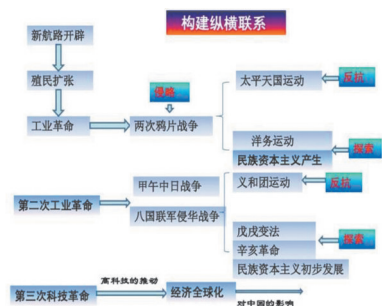 构建纵横联系
新航路开辟
殖民扩张
侵略
太平天国运动
反抗
工业革命
两次鸦片战争
洋务运动
民族资本主义产生
探索
甲午中日战争
义和团运动
反抗
第二次工业革命
八国联军侵华战争
戊戌变法
辛亥革命
探索
民族资本主义初步发展
高科技的推动
第三次科技革命
经济全球化
对中国的影响